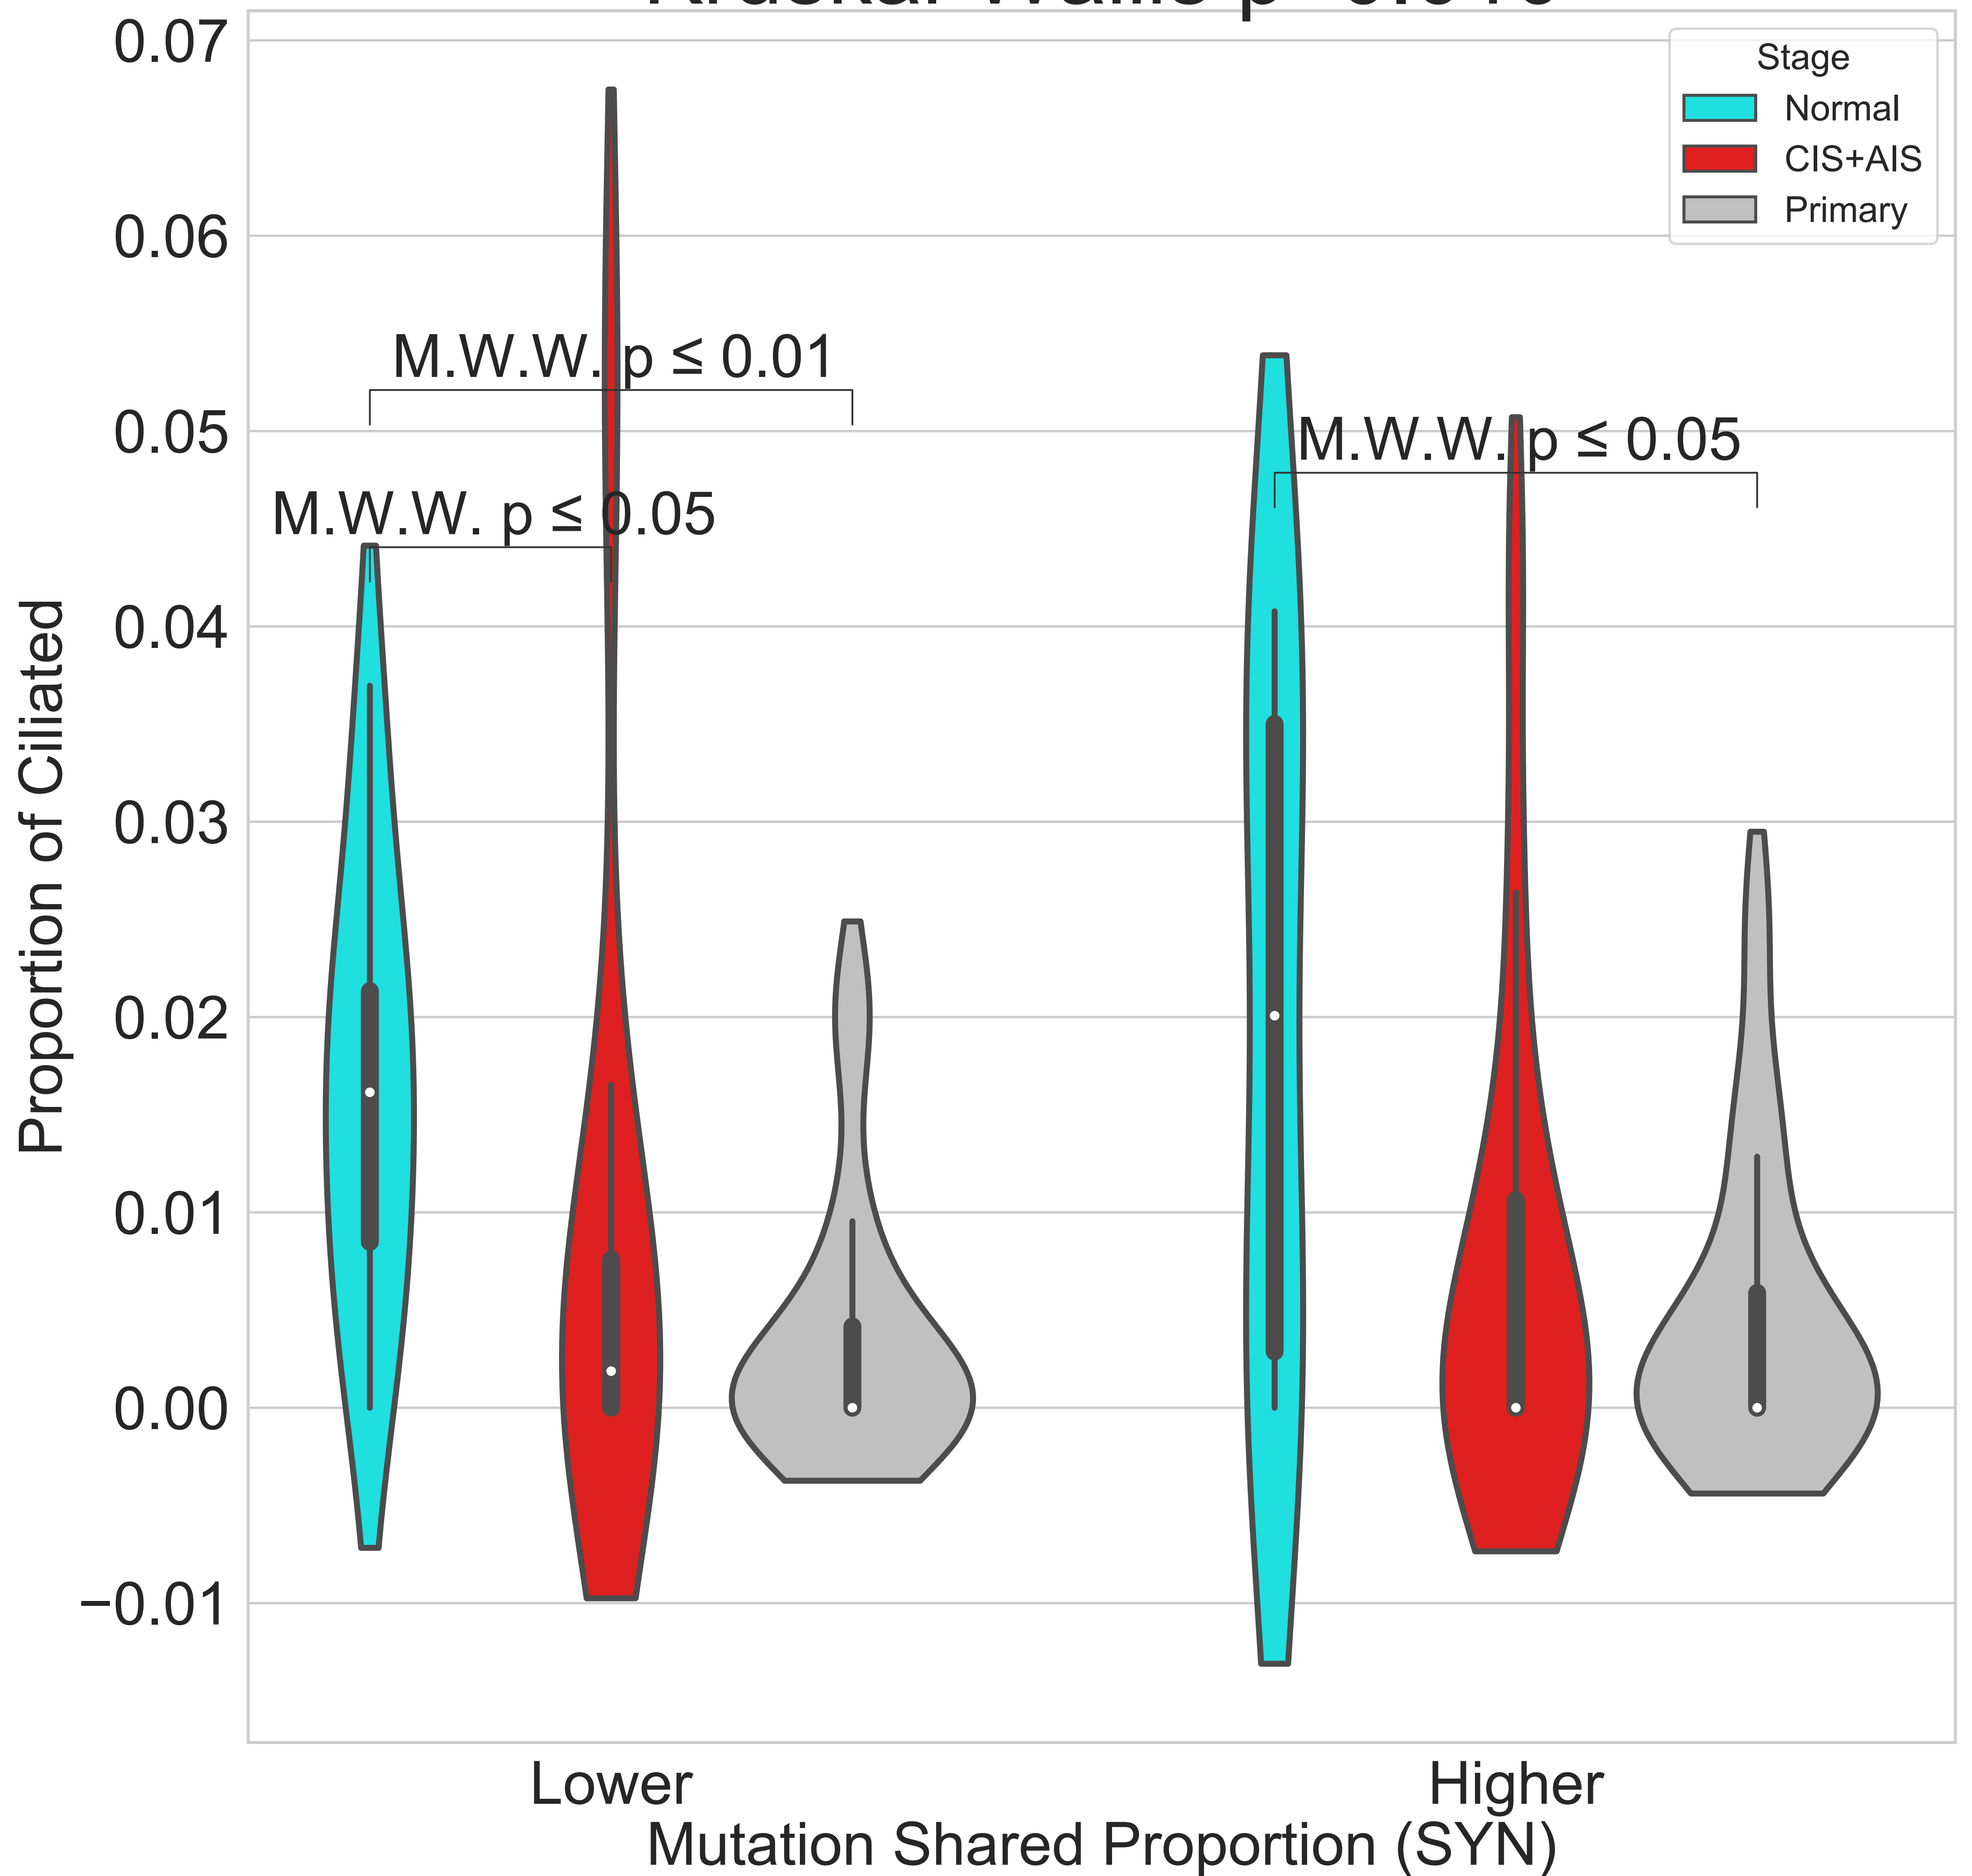 0.07
0.06
0.05
0.04
0.03
0.02
0.01
0.00
−0.01
Proportion of Ciliated
Stage
Normal
CIS+AIS
Primary
M.W.W. p ≤ 0.01
M.W.W. p ≤ 0.05
M.W.W. p ≤ 0.05
Lower
Higher
Mutation Shared Proportion (SYN)